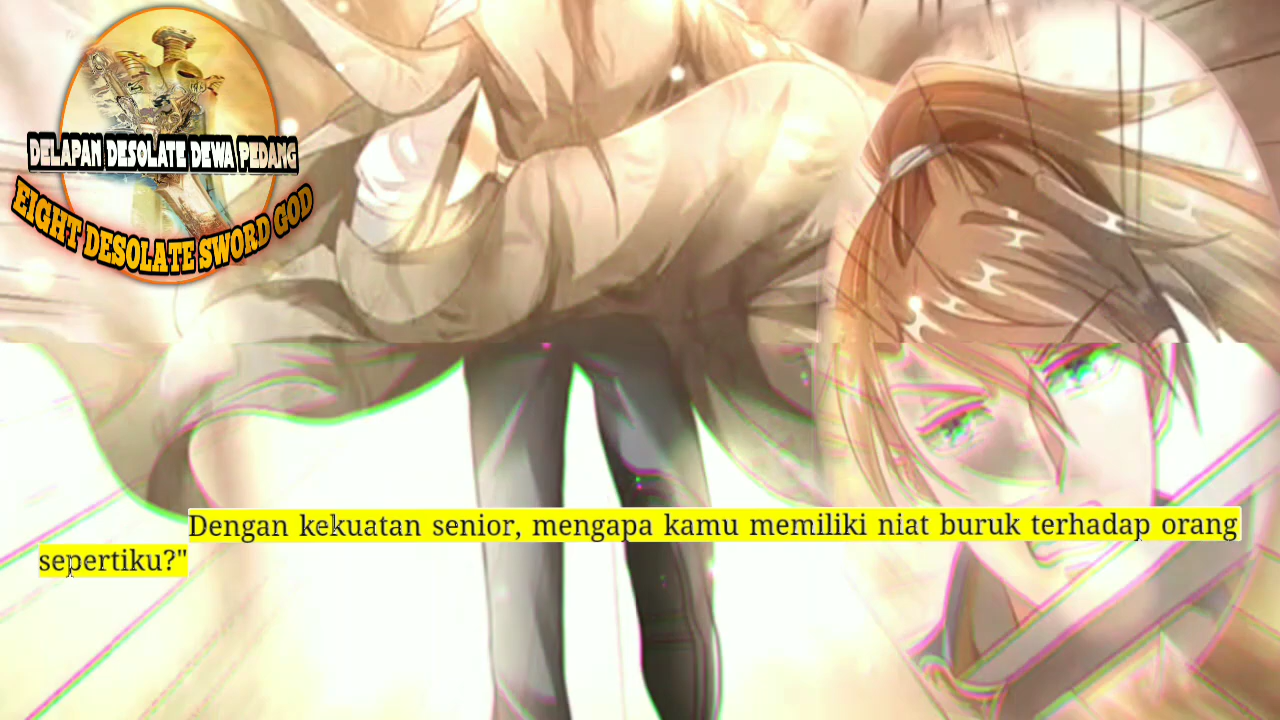 DELAPAN DESOLATE DEWA PEDANG
EIGHT DESOLATE SWORD GOD
Dengan kekuatan senior, mengapa kamu memiliki niat buruk terhadap orang
sepertiku?"